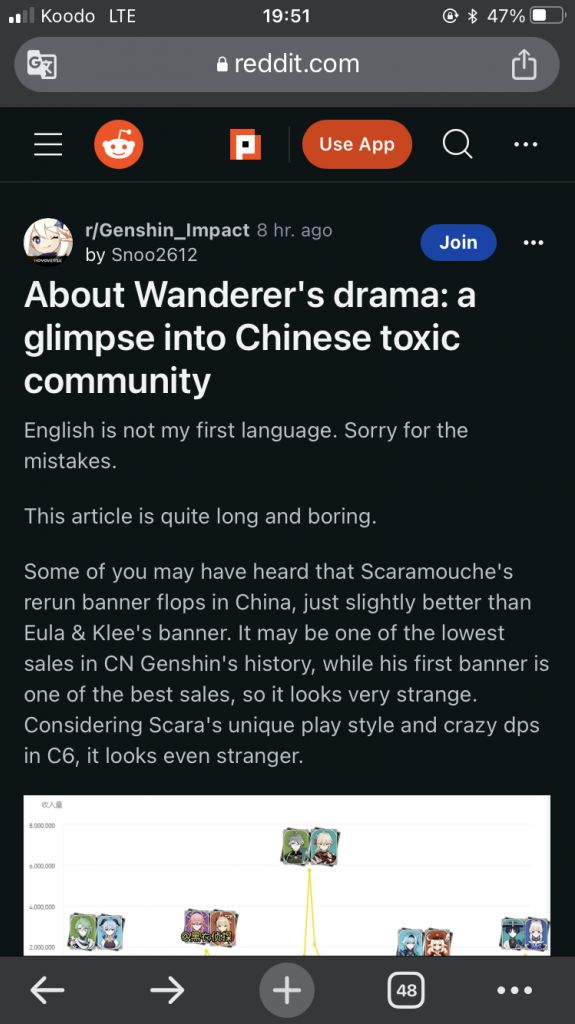 Koodo LTE 19:51 47%
reddit.com
Use App
r/Genshin_Impact 8 hr. ago
by Snoo2612
Join
About Wanderer's drama: a
glimpse into Chinese toxic
community
English is not my first language. Sorry for the
mistakes.
This article is quite long and boring.
Some of you may have heard that Scaramouche's
rerun banner flops in China, just slightly better than
Eula & Klee's banner. It may be one of the lowest
sales in CN Genshin's history, while his first banner is
one of the best sales, so it looks very strange.
Considering Scara's unique play style and crazy dps
in C6, it looks even stranger.
收入量
8,000,000
6,000,000
4,000,000
2,000,000
48